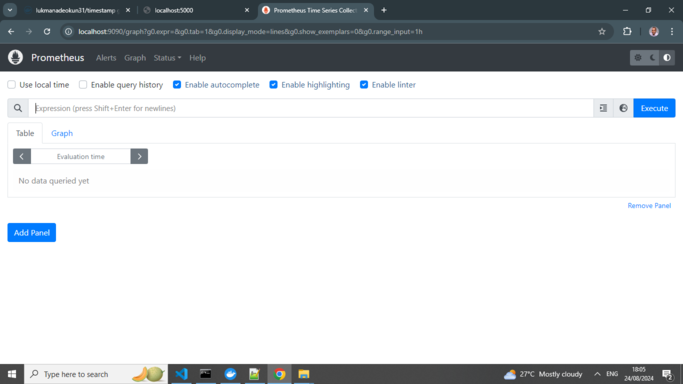 lukmanadeokun31/timestamp
localhost:5000
Prometheus Time Series Collect
localhost:9090/graph?g0.expr=&g0.tab=1&g0.display_mode=lines&g0.show_exemplars=0&g0.range_input=1h
Prometheus Alerts Graph Status Help
Use local time Enable query history Enable autocomplete Enable highlighting Enable linter
Expression (press Shift+Enter for newlines) Execute
Table Graph
Evaluation time
No data queried yet
Remove Panel
Add Panel
Type here to search
27°C Mostly cloudy
ENG
18:05
24/08/2024
2